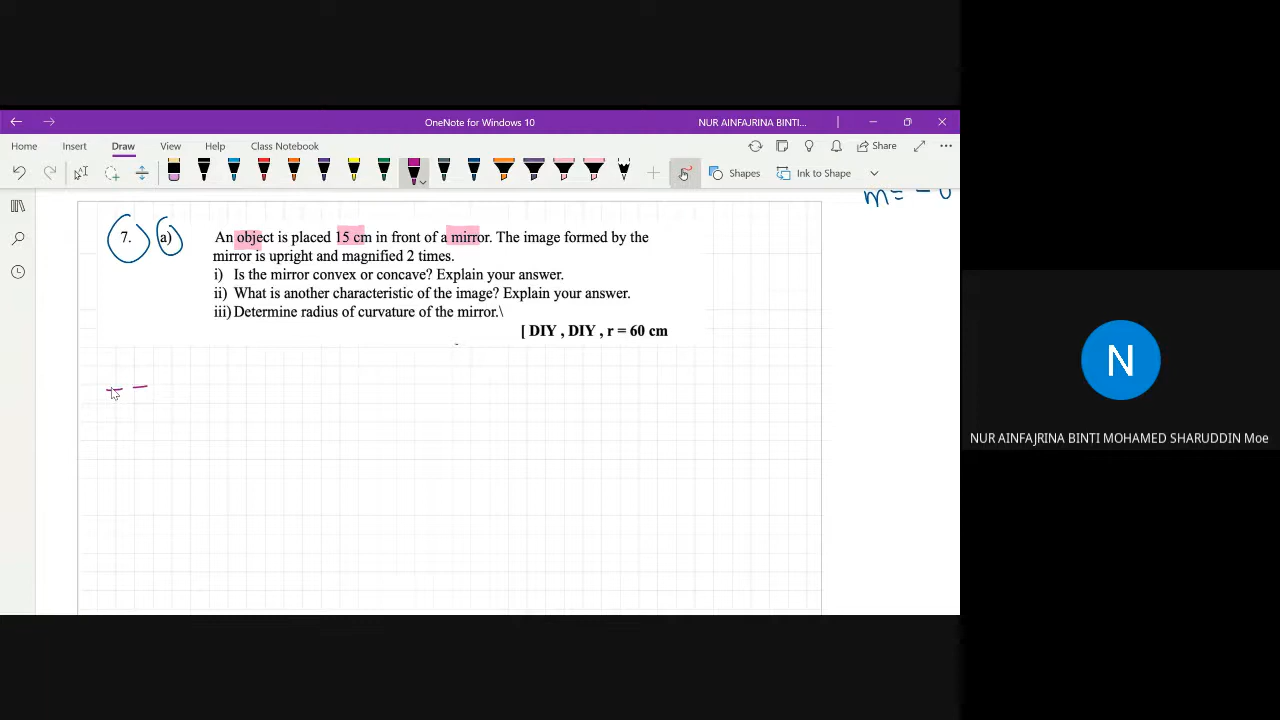 OneNote for Windows 10
NUR AINFAJRINA BINTI...
Home Insert Draw View Help Class Notebook
Share
Shapes
Ink to Shape
m = - v
7. a) An object is placed 15 cm in front of a mirror. The image formed by the
mirror is upright and magnified 2 times.
i) Is the mirror convex or concave? Explain your answer.
ii) What is another characteristic of the image? Explain your answer.
iii) Determine radius of curvature of the mirror.\
[ DIY , DIY , r = 60 cm
N
NUR AINFAJRINA BINTI MOHAMED SHARUDDIN Moe